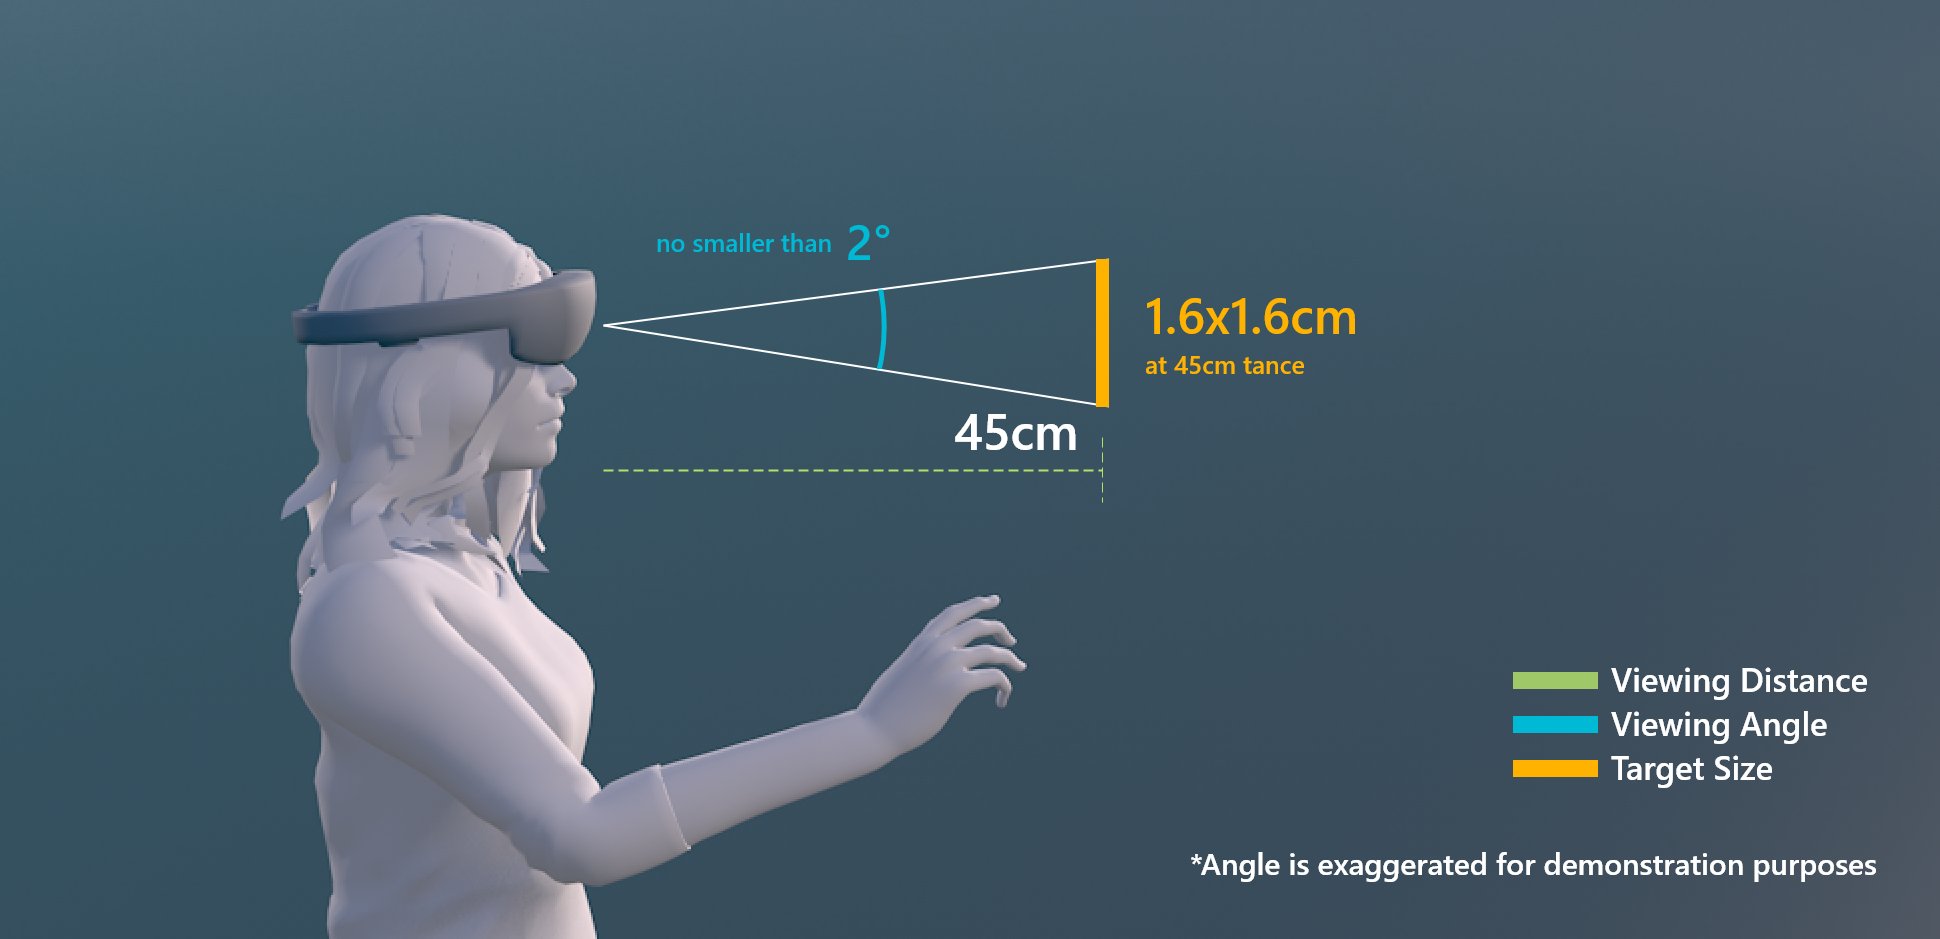 no smaller than 2°
1.6x1.6cm
at 45cm tance
45cm
Viewing Distance
Viewing Angle
Target Size
*Angle is exaggerated for demonstration purposes